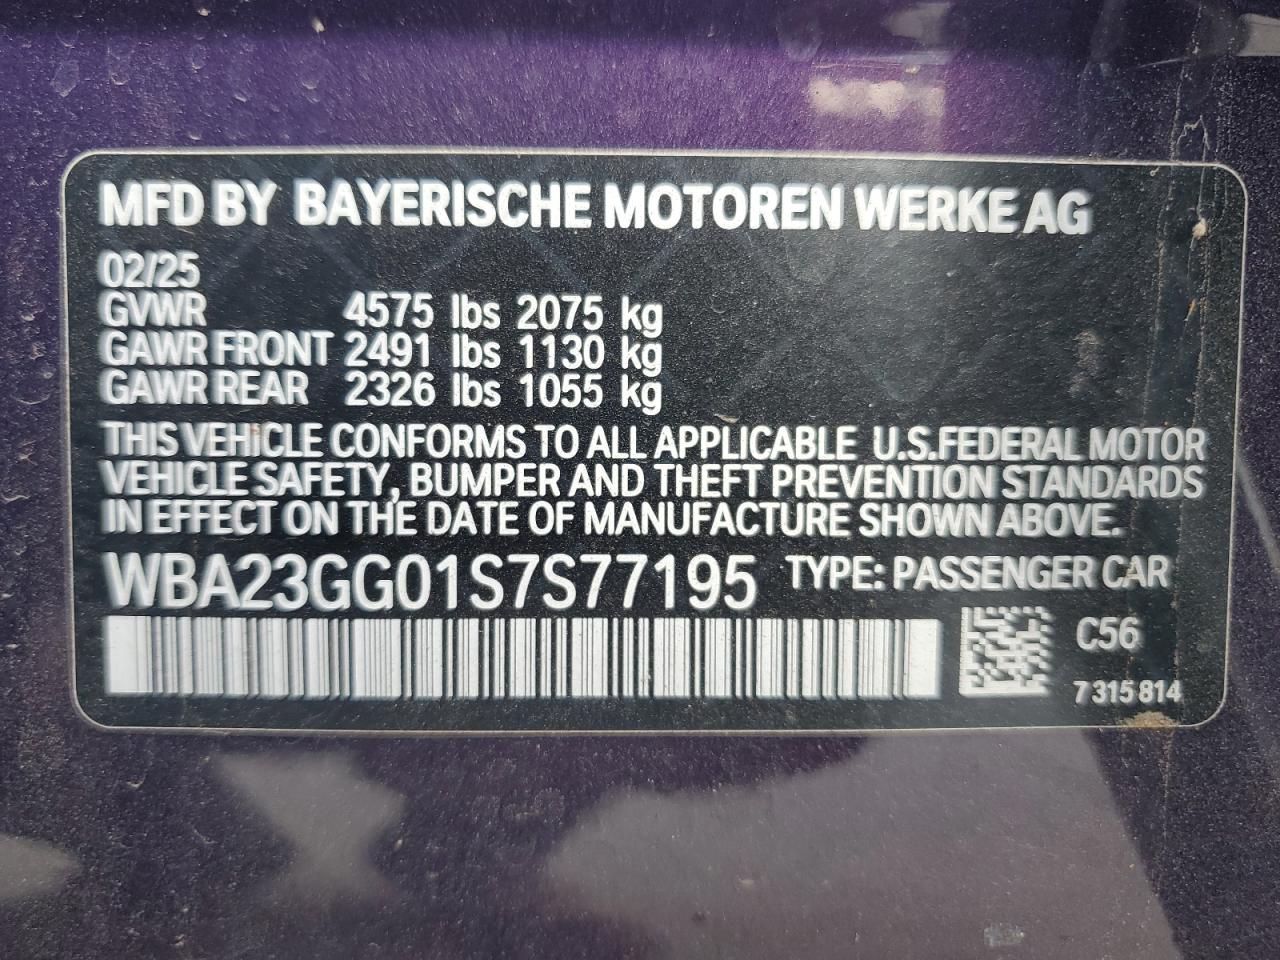 MFD BY BAYERISCHE MOTOREN WERKE AG
02/25
GVWR 4575 lbs 2075 kg
GAWR FRONT 2491 lbs 1130 kg
GAWR REAR 2326 lbs 1055 kg
THIS VEHICLE CONFORMS TO ALL APPLICABLE U.S.FEDERAL MOTOR
VEHICLE SAFETY, BUMPER AND THEFT PREVENTION STANDARDS
IN EFFECT ON THE DATE OF MANUFACTURE SHOWN ABOVE.
WBA23GG01S7S77195 TYPE: PASSENGER CAR
C56
7 315 814